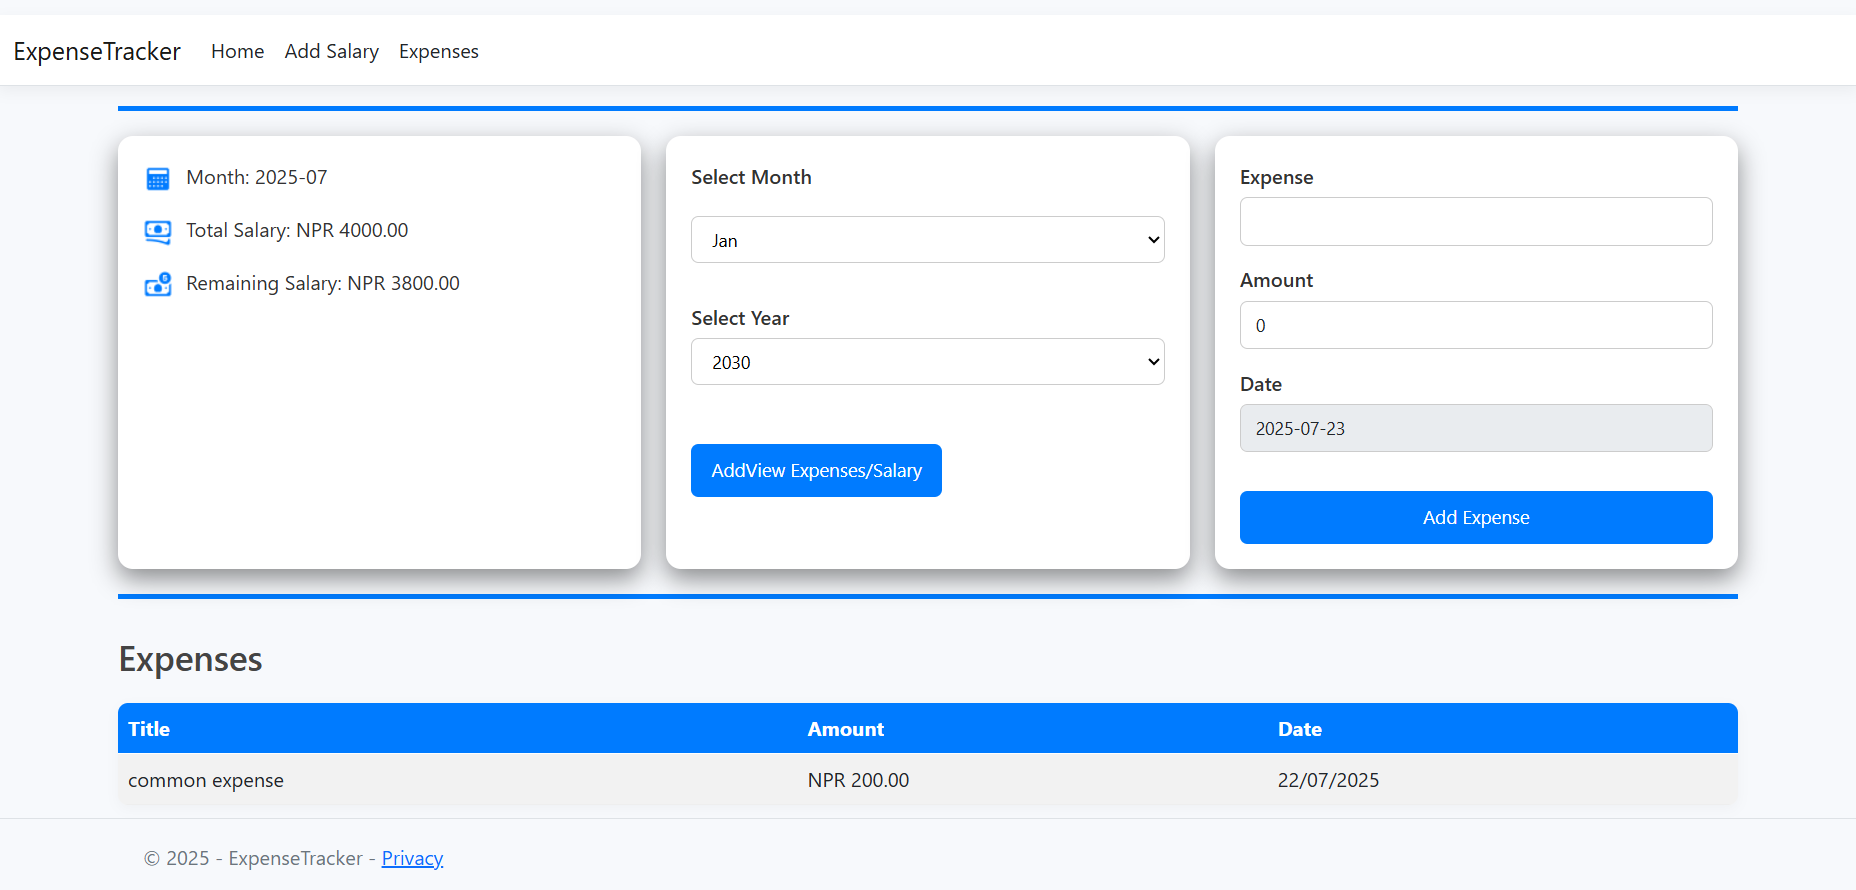 ExpenseTracker Home Add Salary Expenses
Month: 2025-07
Total Salary: NPR 4000.00
Remaining Salary: NPR 3800.00
Select Month
Jan
Select Year
2030
AddView Expenses/Salary
Expense
Amount
0
Date
2025-07-23
Add Expense
Expenses
Title Amount Date
common expense NPR 200.00 22/07/2025
© 2025 - ExpenseTracker - Privacy